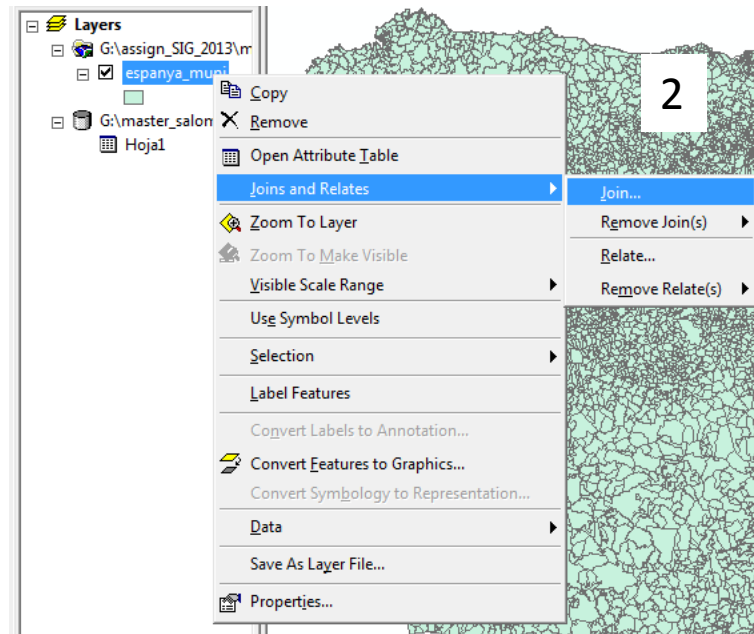 Layers
G:\assign_SIG_2013\m
espanya_muni
G:\master_salom
Hoja1
2
Copy
Remove
Open Attribute Table
Joins and Relates
Zoom To Layer
Zoom To Make Visible
Visible Scale Range
Use Symbol Levels
Selection
Label Features
Convert Labels to Annotation...
Convert Features to Graphics...
Convert Symbology to Representation...
Data
Save As Layer File...
Properties...
Join...
Remove Join(s)
Relate...
Remove Relate(s)